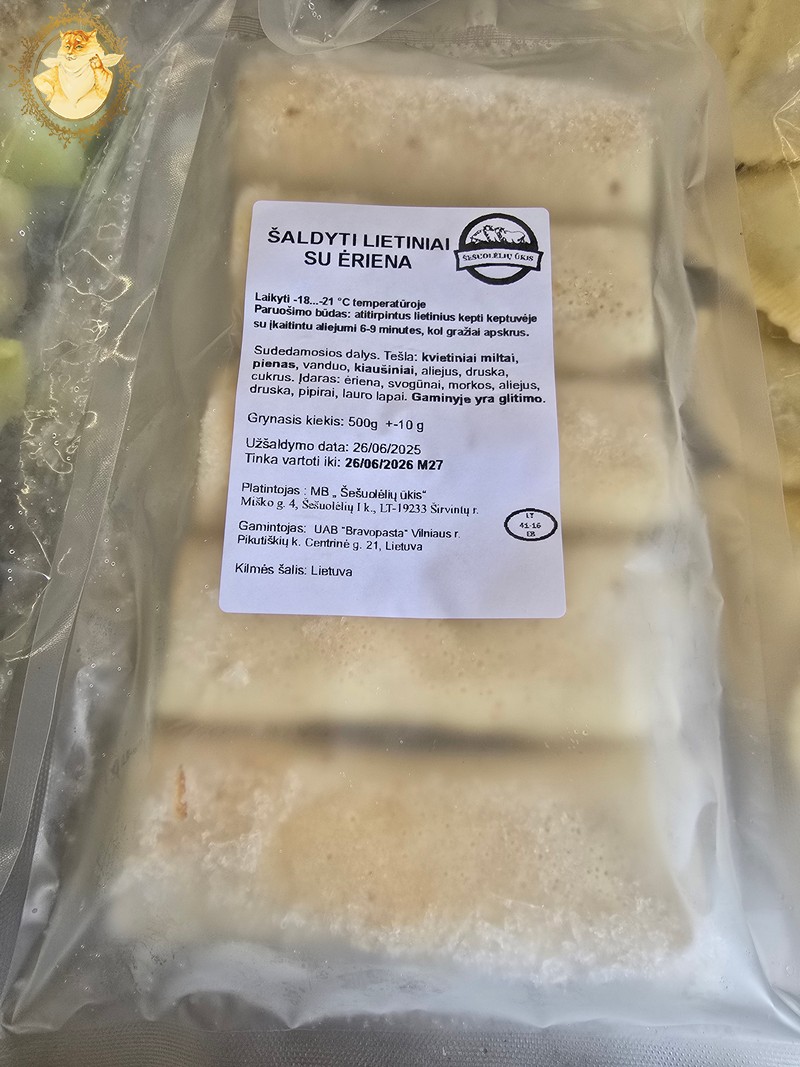 ŠALDYTI LIETINIAI
SU ĖRIENA
ŠEŠUOLĖLIŲ ŪKIS
Laikyti -18...-21 °C temperatūroje
Paruošimo būdas: atitirpintus lietinius kepti keptuvėje
su įkaitintu aliejumi 6-9 minutes, kol gražiai apskrus.
Sudedamosios dalys. Tešla: kvietiniai miltai,
pienas, vanduo, kiaušiniai, aliejus, druska,
cukrus. Įdaras: ėriena, svogūnai, morkos, aliejus,
druska, pipirai, lauro lapai. Gaminyje yra glitimo.
Grynasis kiekis: 500g +-10 g
Užšaldymo data: 26/06/2025
Tinka vartoti iki: 26/06/2026 M27
Platintojas : MB „ Šešuolėlių ūkis“
Miško g. 4, Šešuolėlių I k., LT-19233 Širvintų r.
Gamintojas: UAB "Bravopasta" Vilniaus r.
Pikutiškių k. Centrinė g. 21, Lietuva
LT
41-16
EB
Kilmės šalis: Lietuva